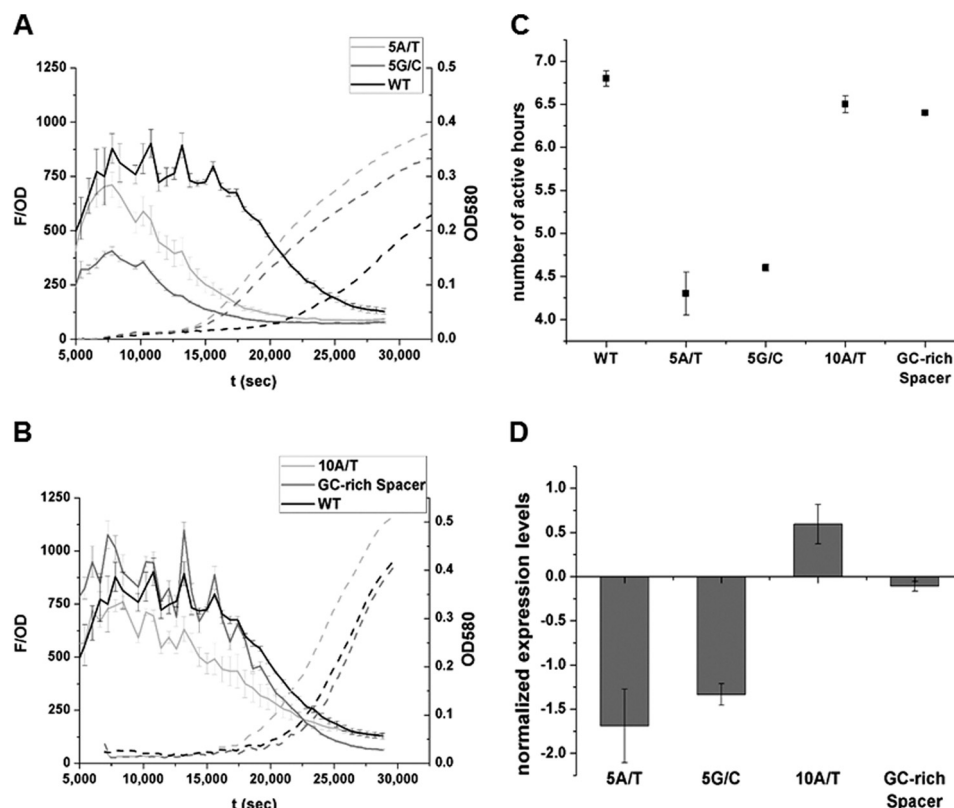 A
5A/T
5G/C
WT
1250
1000
750
500
250
0
F/OD
0.5
0.4
0.3
0.2
0.1
0.0
OD580
5,000 10,000 15,000 20,000 25,000 30,000
t (sec)
B
10A/T
GC-rich Spacer
WT
1250
1000
750
500
250
0
F/OD
0.5
0.4
0.3
0.2
0.1
0.0
OD580
5,000 10,000 15,000 20,000 25,000 30,000
t (sec)
C
7.0
6.5
6.0
5.5
5.0
4.5
4.0
number of active hours
WT 5A/T 5G/C 10A/T GC-rich
Spacer
D
0.5
0.0
-0.5
-1.0
-1.5
-2.0
normalized expression levels
5A/T 5G/C 10A/T GC-rich
Spacer